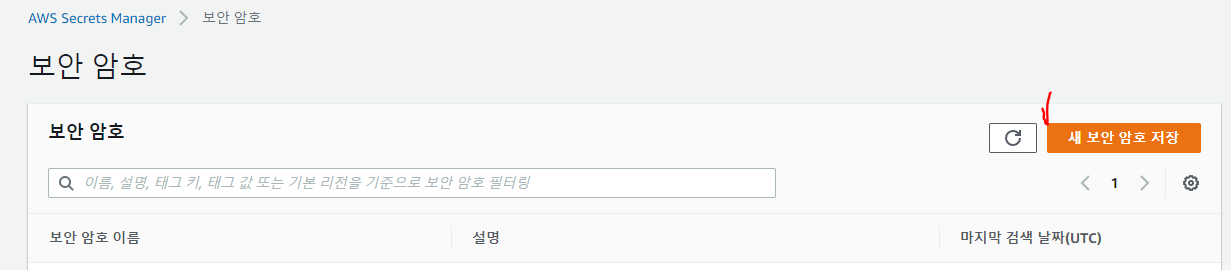 AWS Secrets Manager > 보안 암호
보안 암호
보안 암호
새 보안 암호 저장
이름, 설명, 태그 키, 태그 값 또는 기본 리전을 기준으로 보안 암호 필터링
< 1 >
보안 암호 이름 설명 마지막 검색 날짜(UTC)